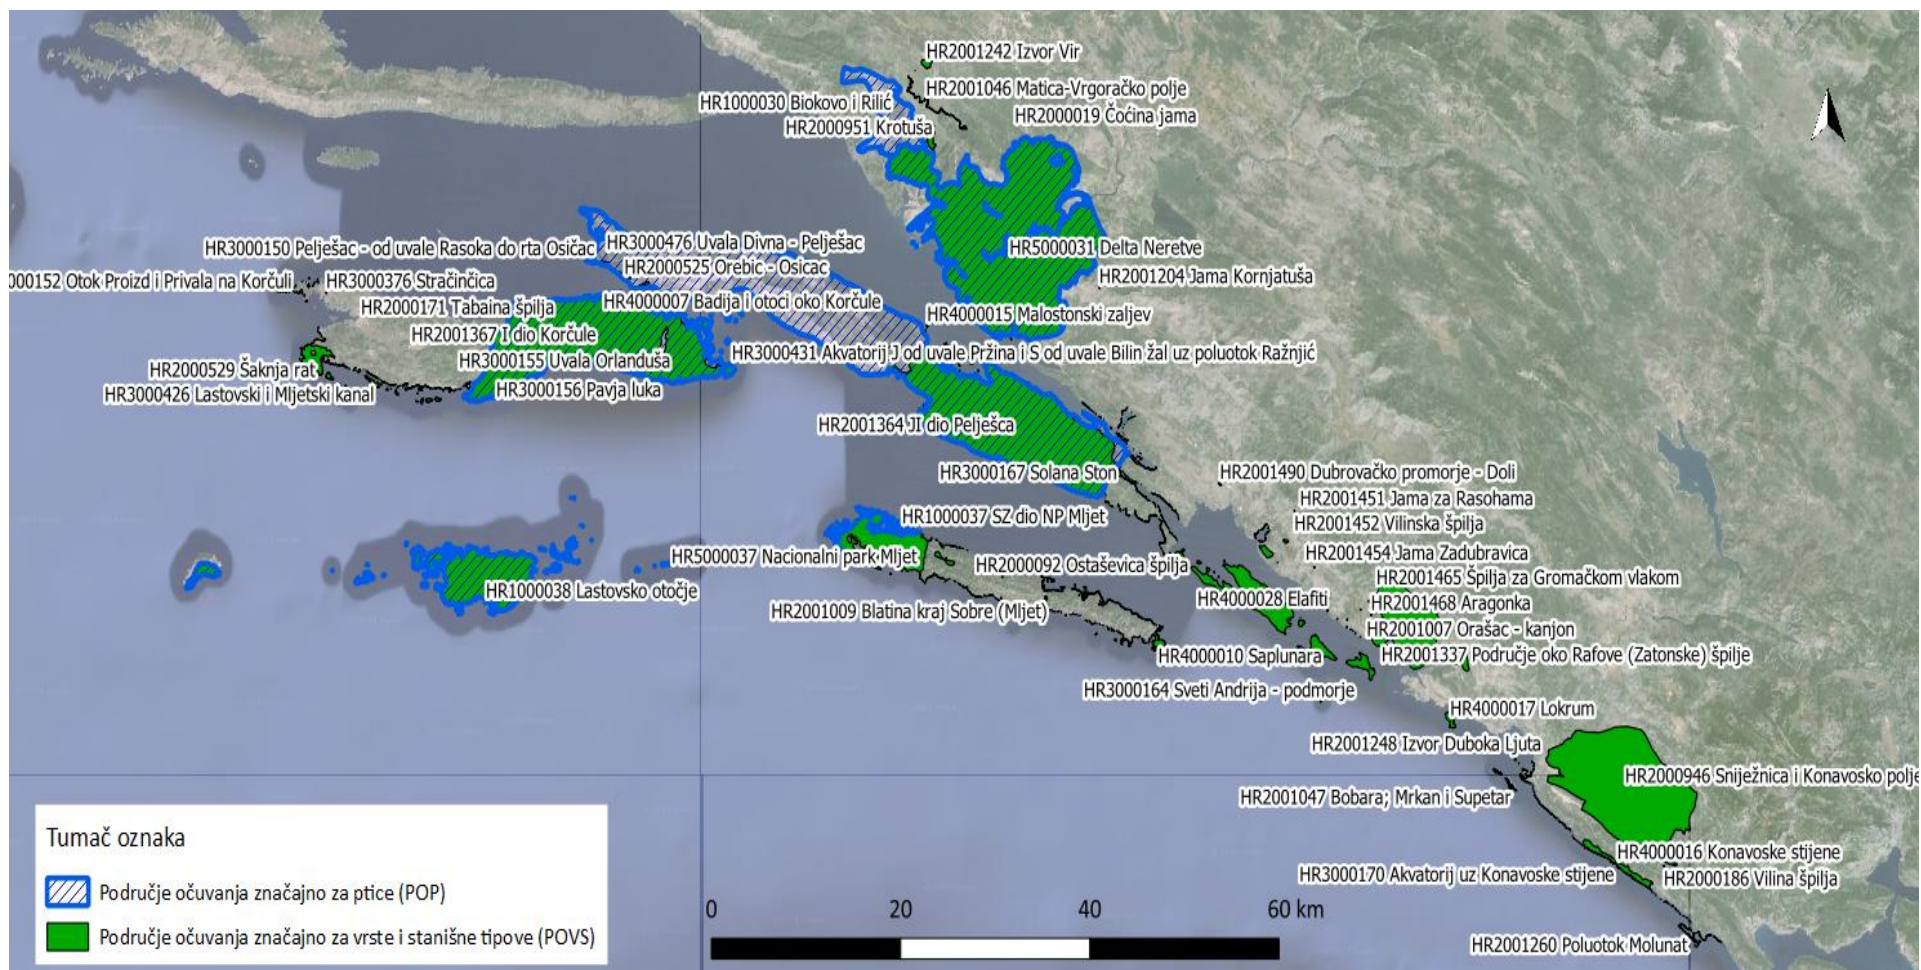 HR2001242 Izvor Vir
HR2001046 Matica-Vrgoračko polje
HR1000030 Biokovo i Rilić
HR2000019 Čoćina jama
HR2000951 Krotuša
HR3000150 Pelješac - od uvale Rasoka do rta Osičac
HR3000476 Uvala Divna - Pelješac
HR5000031 Delta Neretve
HR2000525 Orebic - Osicac
HR2001204 Jama Kornjatuša
000152 Otok Proizd i Privala na Korčuli
HR3000376 Stračinčica
HR4000007 Badija i otoci oko Korčule
HR2000171 Tabaina špilja
HR4000015 Malostonski zaljev
HR2001367 I dio Korčule
HR3000431 Akvatorij J od uvale Pržina i S od uvale Bilin žal uz poluotok Ražnjić
HR3000155 Uvala Orlanduša
HR2000529 Šaknja rat
HR3000156 Pavja luka
HR3000426 Lastovski i Mljetski kanal
HR2001364 JI dio Pelješca
HR3000167 Solana Ston
HR2001490 Dubrovačko promorje - Doli
HR2001451 Jama za Rasohama
HR1000037 SZ dio NP Mljet
HR2001452 Vilinska špilja
HR5000037 Nacionalni park Mljet
HR2001454 Jama Zadubravica
HR2000092 Ostaševica špilja
HR2001465 Špilja za Gromačkom vlakom
HR1000038 Lastovsko otočje
HR4000028 Elafiti
HR2001468 Aragonka
HR2001009 Blatina kraj Sobre (Mljet)
HR2001007 Orašac - kanjon
HR4000010 Saplunara
HR2001337 Područje oko Rafove (Zatonske) špilje
HR3000164 Sveti Andrija - podmorje
HR4000017 Lokrum
HR2001248 Izvor Duboka Ljuta
HR2000946 Sniježnica i Konavosko polje
HR2001047 Bobara; Mrkan i Supetar
HR4000016 Konavoske stijene
HR3000170 Akvatorij uz Konavoske stijene
HR2000186 Vilina špilja
HR2001260 Poluotok Molunat
Tumač oznaka
Područje očuvanja značajno za ptice (POP)
Područje očuvanja značajno za vrste i stanišne tipove (POVS)
0 20 40 60 km